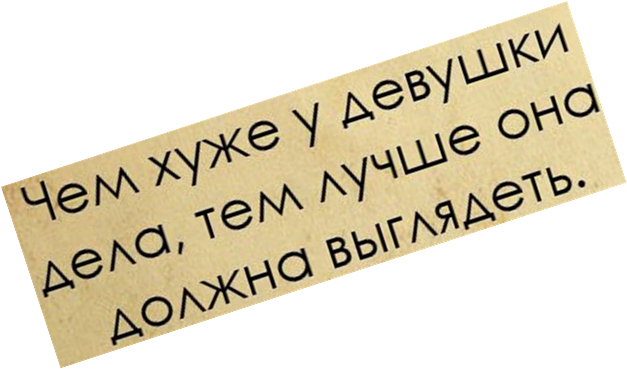 Чем хуже у девушки
дела, тем лучше она
должна выглядеть.